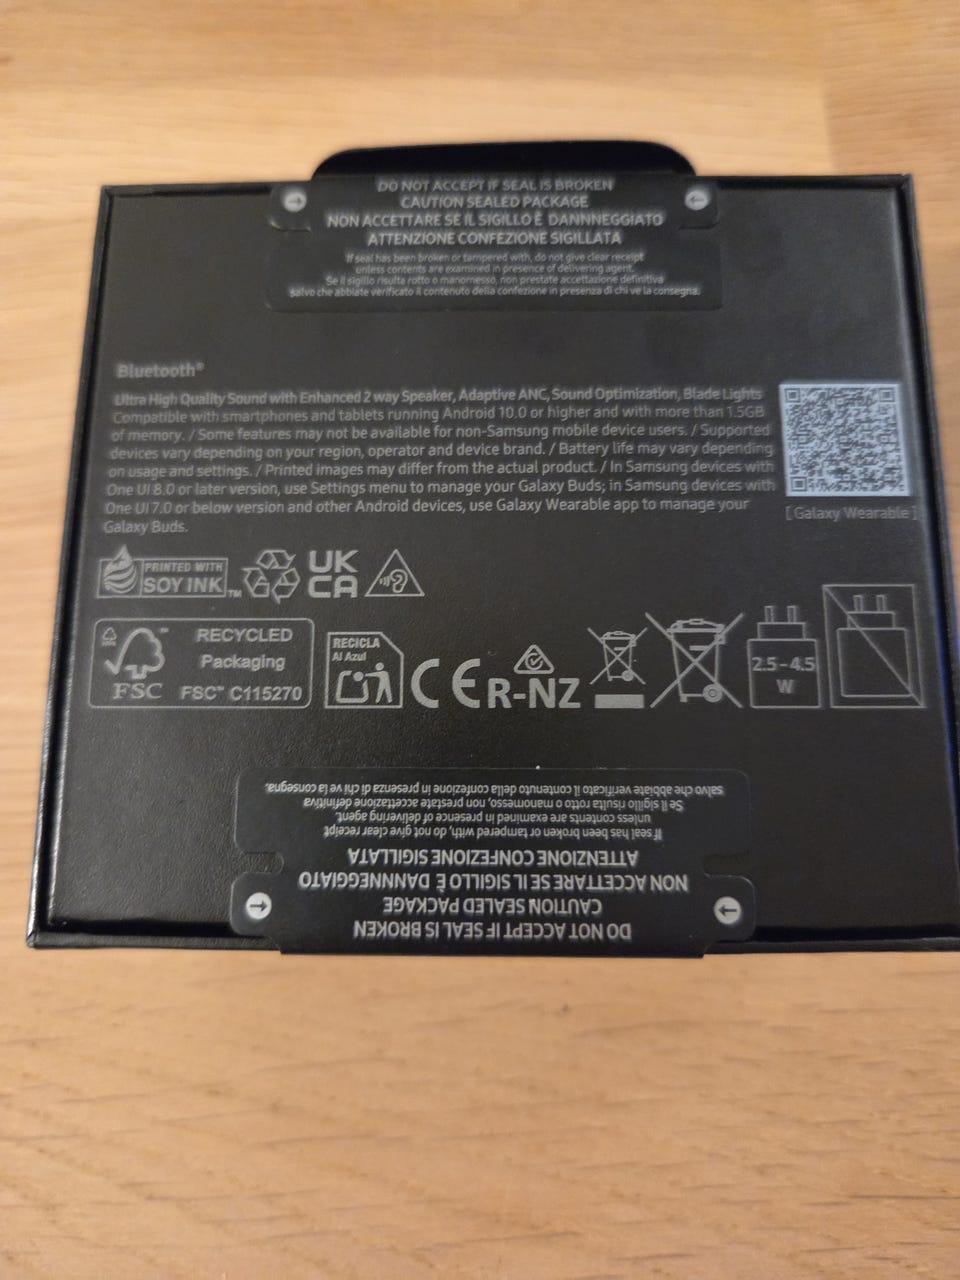 DO NOT ACCEPT IF SEAL IS BROKEN
CAUTION SEALED PACKAGE
NON ACCETTARE SE IL SIGILLO È DANNNEGGIATO
ATTENZIONE CONFEZIONE SIGILLATA
If seal has been broken or tampered with, do not give clear receipt
unless contents are examined in presence of delivering agent.
Se il sigillo risulta rotto o manomesso, non prestate accettazione definitiva
salvo che abbiate verificato il contenuto della confezione in presenza di chi ve la consegna.
Bluetooth®
Ultra High Quality Sound with Enhanced 2 way Speaker, Adaptive ANC, Sound Optimization, Blade Lights
Compatible with smartphones and tablets running Android 10.0 or higher and with more than 1.5GB
of memory. / Some features may not be available for non-Samsung mobile device users. / Supported
devices vary depending on your region, operator and device brand. / Battery life may vary depending
on usage and settings. / Printed images may differ from the actual product. / In Samsung devices with
One UI 8.0 or later version, use Settings menu to manage your Galaxy Buds; in Samsung devices with
One UI 7.0 or below version and other Android devices, use Galaxy Wearable app to manage your
Galaxy Buds.
[ Galaxy Wearable ]
PRINTED WITH
SOY INK™
UK
CA
FSC™
RECYCLED
Packaging
FSC™ C115270
RECICLA
Al Azul
CE
R-NZ
2.5 - 4.5
W
DO NOT ACCEPT IF SEAL IS BROKEN
CAUTION SEALED PACKAGE
NON ACCETTARE SE IL SIGILLO È DANNNEGGIATO
ATTENZIONE CONFEZIONE SIGILLATA
If seal has been broken or tampered with, do not give clear receipt
unless contents are examined in presence of delivering agent.
Se il sigillo risulta rotto o manomesso, non prestate accettazione definitiva
salvo che abbiate verificato il contenuto della confezione in presenza di chi ve la consegna.